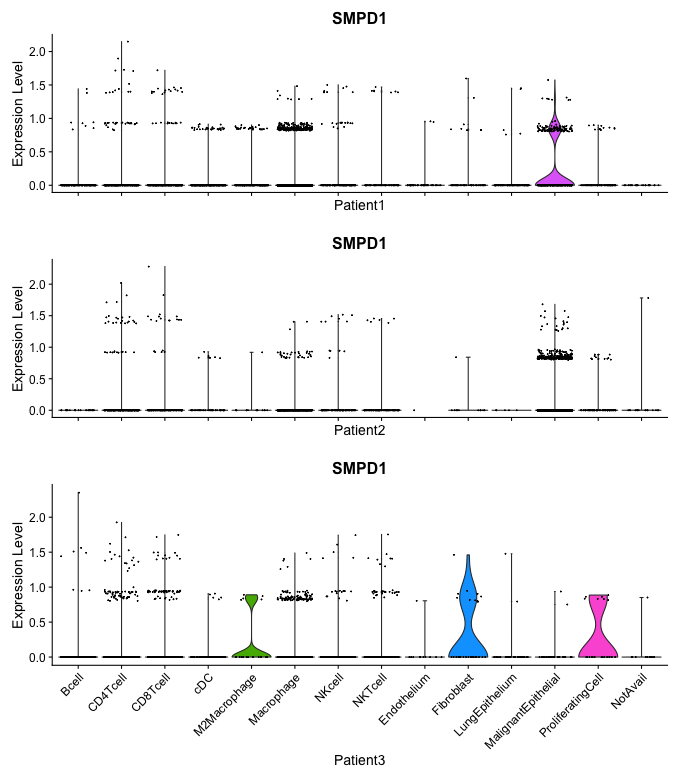 SMPD1
Expression Level
2.0
1.5
1.0
0.5
0.0
Patient1
SMPD1
Expression Level
2.0
1.5
1.0
0.5
0.0
Patient2
SMPD1
Expression Level
2.0
1.5
1.0
0.5
0.0
Bcell
CD4Tcell
CD8Tcell
cDC
M2Macrophage
Macrophage
NKcell
NKTcell
Endothelium
Fibroblast
LungEpithelium
MalignantEpithelial
ProliferatingCell
NotAvail
Patient3